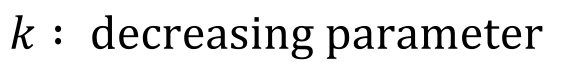 k : decreasing parameter